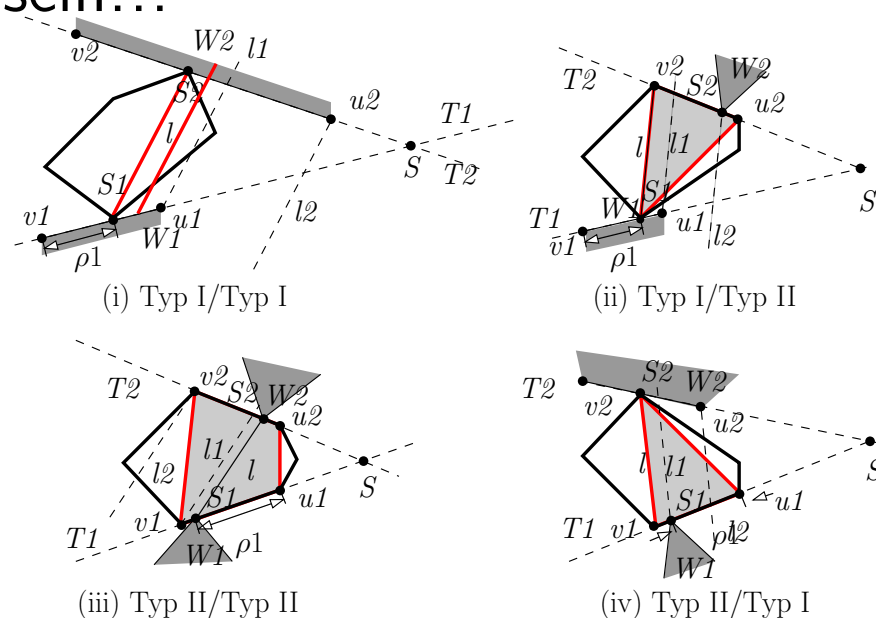 sein...
v2 W2 l1
S2 u2
l T1
S
S1 T2
v1 u1 l2
W1
ρ1
(i) Typ I/Typ I
T2 v2 S2 W2
u2
l l1
S1 S
T1 W1 u1
v1 l2
ρ1
(ii) Typ I/Typ II
T2 v2 S2 W2
u2
l1
l2 l
S1 S
v1 u1
T1
W1 ρ1
(iii) Typ II/Typ II
T2 S2 W2
v2 u2
l l1 S
S1 u1
T1 v1 ρ1 l2
W1
(iv) Typ II/Typ I